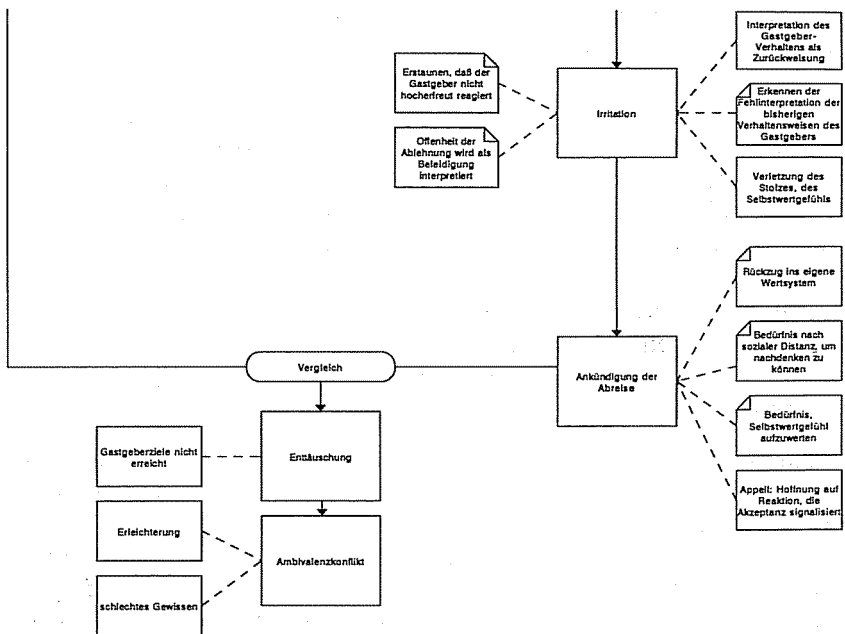 Interpretation des
Gastgeber-
Verhaltens als
Zurückweisung
Erstaunen, daß der
Gastgeber nicht
hocherfreut reagiert
Irritation
Erkennen der
Fehlinterpretation der
bisherigen
Verhaltensweisen des
Gastgebers
Offenheit der
Ablehnung wird als
Beleidigung
interpretiert
Verletzung des
Stolzes, des
Selbstwertgefühls
Rückzug ins eigene
Wertsystem
Bedürfnis nach
sozialer Distanz, um
nachdenken zu
können
Vergleich
Ankündigung der
Abreise
Bedürfnis,
Selbstwertgefühl
aufzuwerten
Gastgeberziele nicht
erreicht
Enttäuschung
Appell: Hoffnung auf
Reaktion, die
Akzeptanz signalisiert
Erleichterung
Ambivalenzkonflikt
schlechtes Gewissen